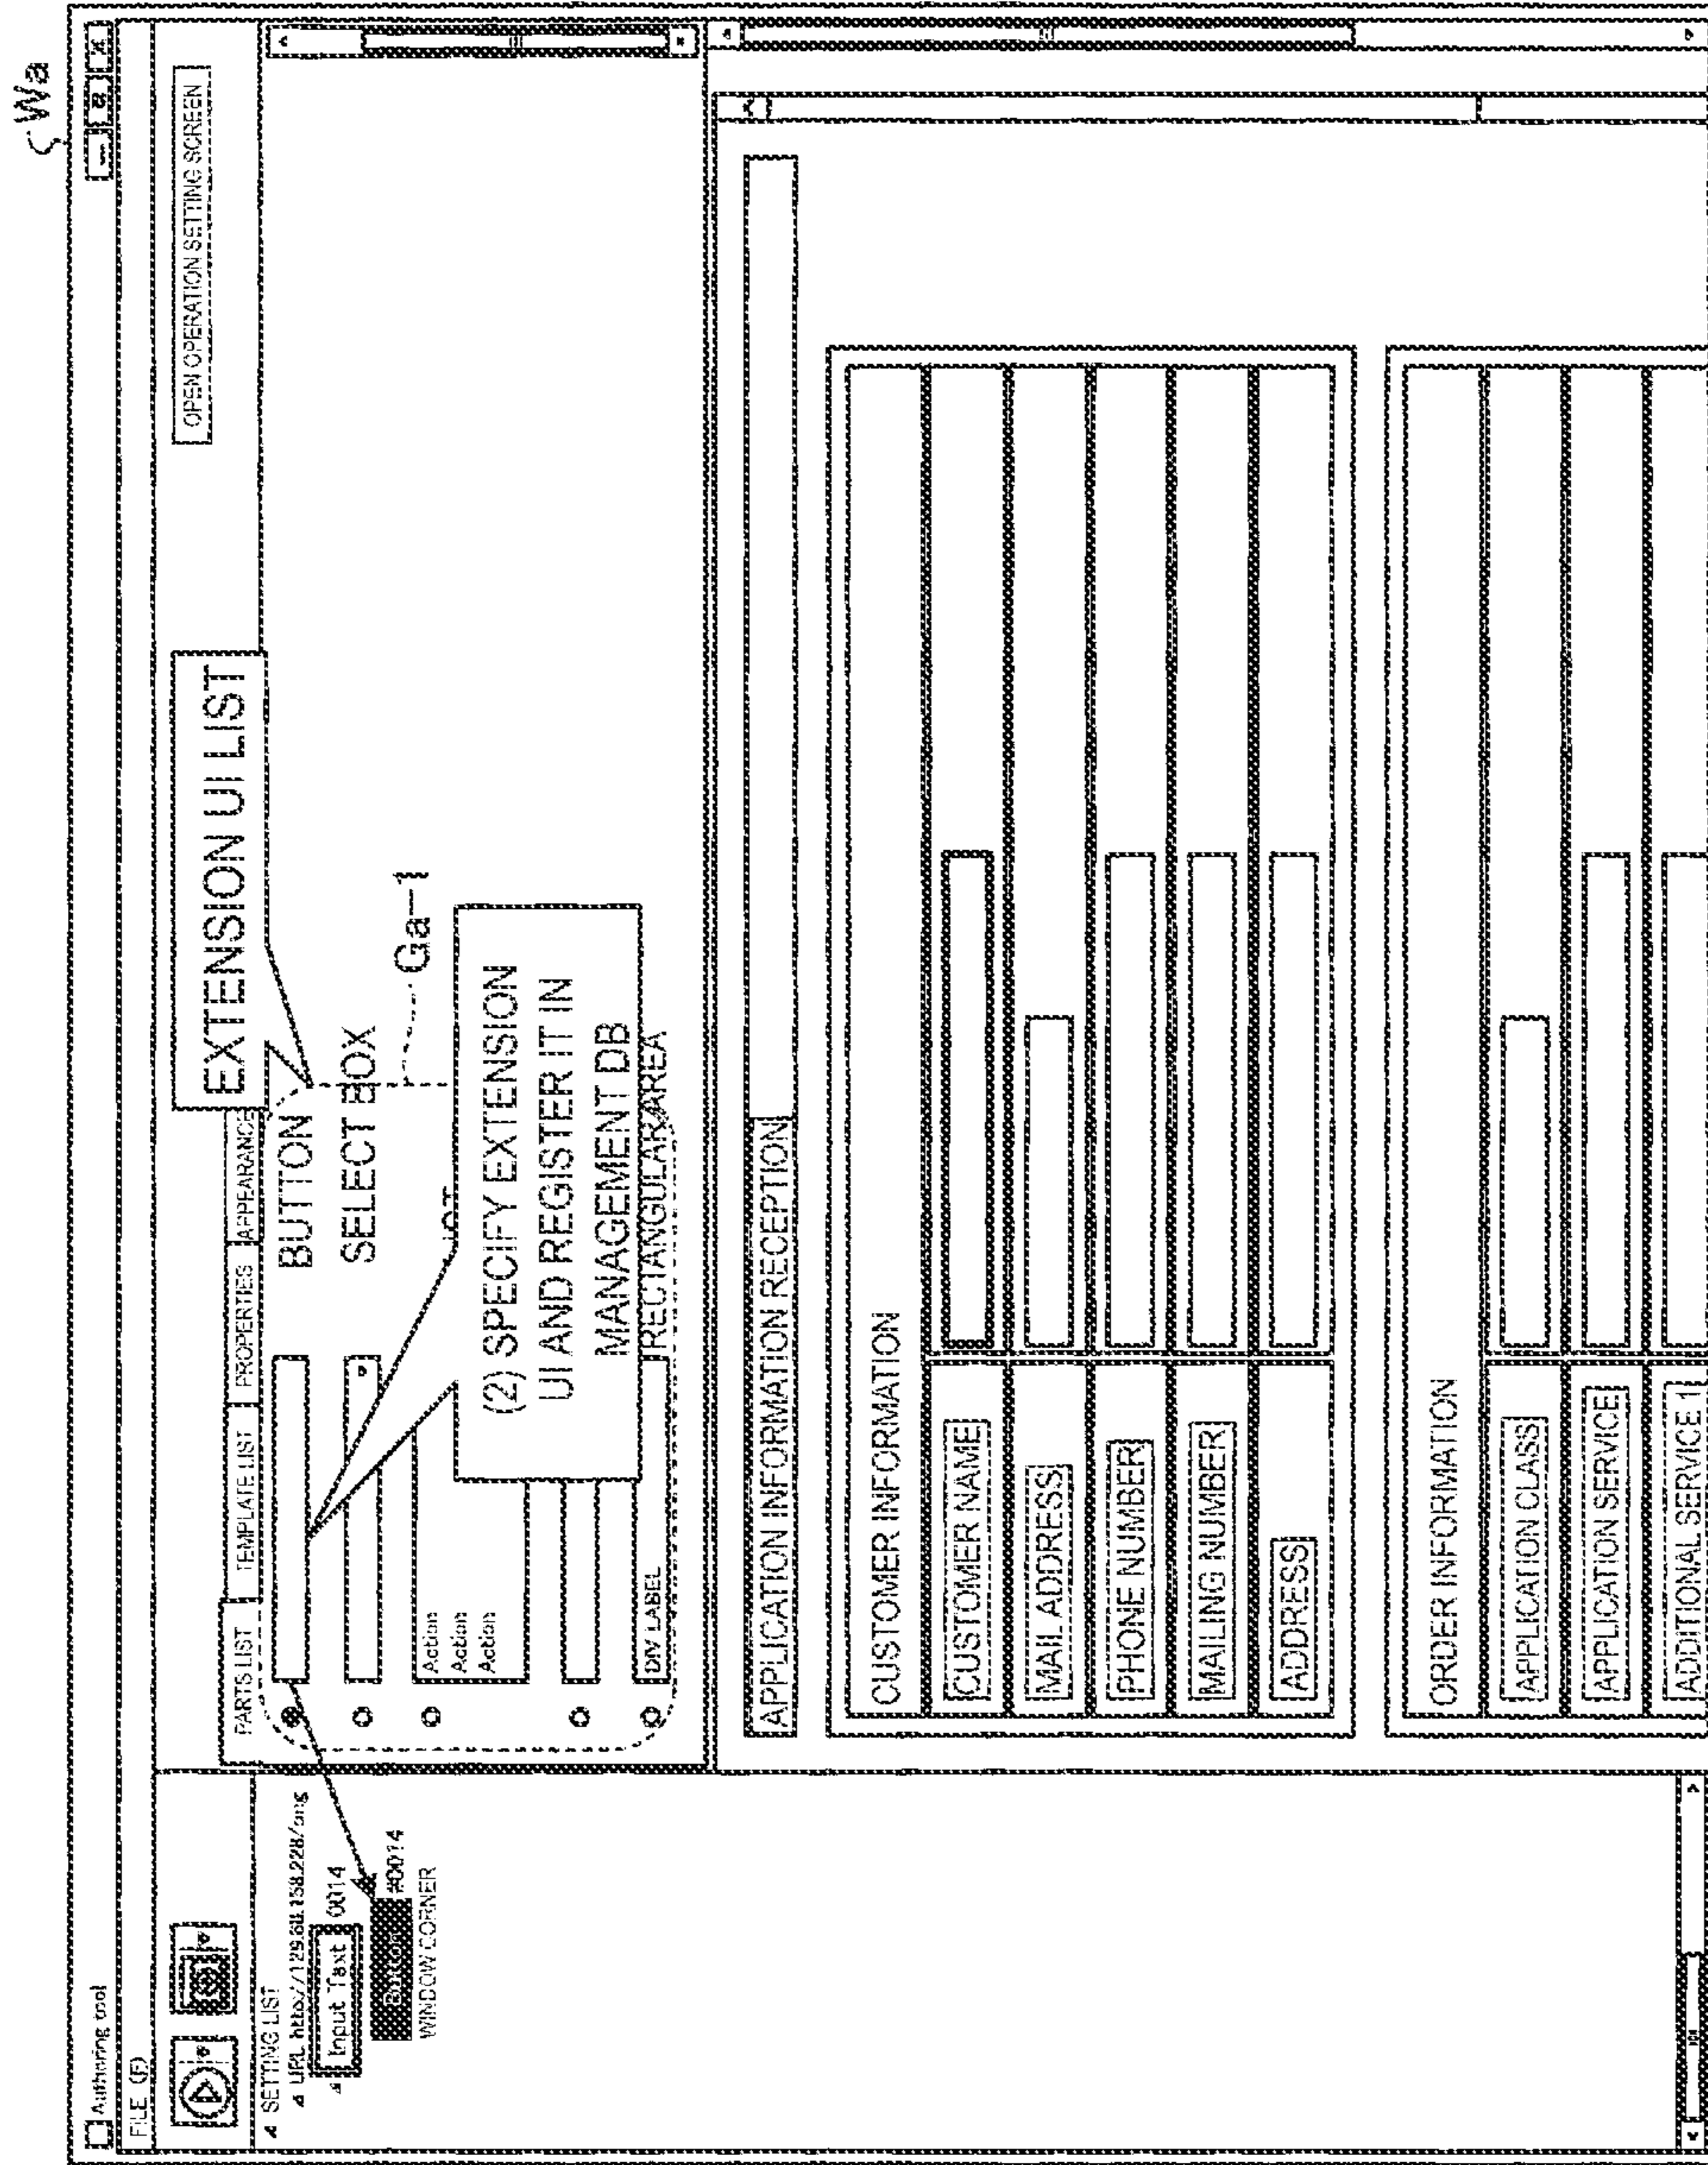 Wa
Authoring tool
FILE (F)
OPEN OPERATION SETTING SCREEN
EXTENSION UI LIST
PARTS LIST TEMPLATE LIST PROPERTIES APPEARANCE
SETTING LIST
URL
Input Text 0014
Button #0014
WINDOW CORNER
BUTTON
SELECT BOX
Ga-1
Action
Action
Action
(2) SPECIFY EXTENSION
UI AND REGISTER IT IN
MANAGEMENT DB
DIV LABEL RECTANGULAR AREA
APPLICATION INFORMATION RECEPTION
CUSTOMER INFORMATION
CUSTOMER NAME
MAIL ADDRESS
PHONE NUMBER
MAILING NUMBER
ADDRESS
ORDER INFORMATION
APPLICATION CLASS
APPLICATION SERVICE
ADDITIONAL SERVICE 1